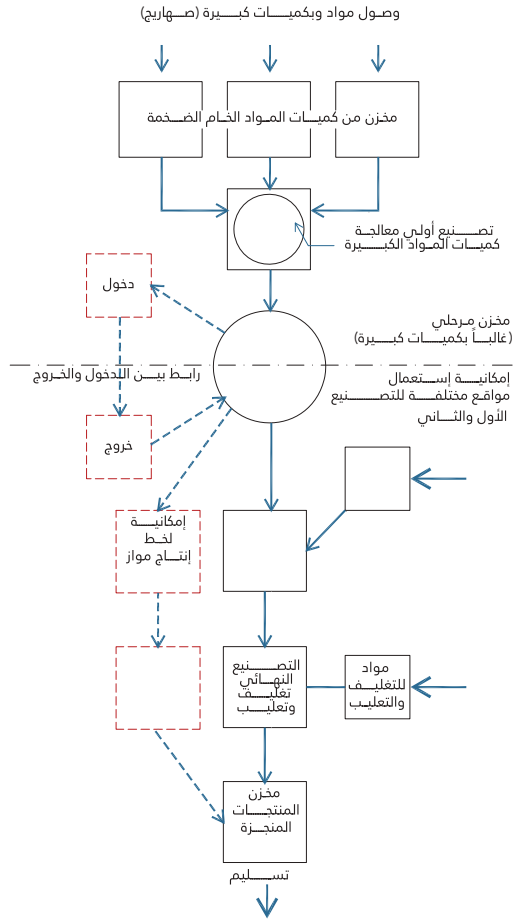 وصول مواد وبكميات كبيرة (صهاريج)
مخزن من كميات المواد الخام الضخمة
تصنيع أولي معالجة
كميات المواد الكبيرة
دخول
مخزن مرحلي
(غالباً بكميات كبيرة)
رابط بين الدخول والخروج
إمكانية إستعمال
مواقع مختلفة للتصنيع
الأول والثاني
خروج
إمكانية
لخط
إنتاج مواز
التصنيع
النهائي
تغليف
وتعليب
مواد
للتغليف
والتعليب
مخزن
المنتجات
المنجزة
تسليم